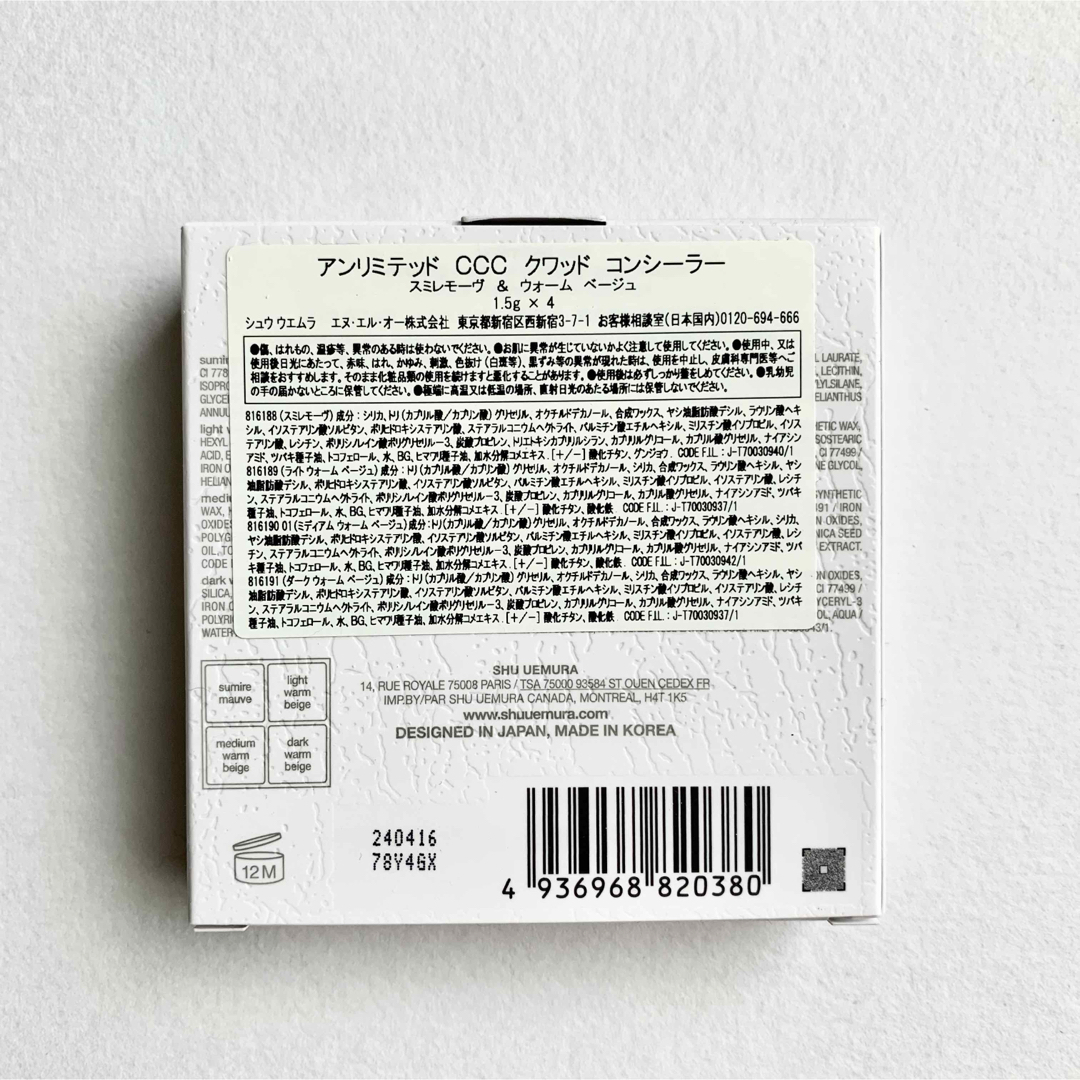 アンリミテッド CCC クワッド コンシーラー
スミレモーヴ & ウォーム ベージュ
1.5g × 4
シュウ ウエムラ エヌ・エル・オー株式会社 東京都新宿区西新宿3-7-1 お客様相談室(日本国内)0120-694-666
●傷、はれもの、湿疹等、異常のある時は使わないでください。●お肌に異常が生じていないかよく注意して使用してください。●使用中、又は
使用後日光にあたって、赤味、はれ、かゆみ、刺激、色抜け(白斑等)、黒ずみ等の異常が現れた時は、使用を中止し、皮膚科専門医等へご
相談をおすすめします。そのまま化粧品類の使用を続けますと悪化することがあります。●使用後は必ずしっかり蓋をしめてください。●乳幼児
の手の届かないところに保管してください。●極端に高温又は低温の場所、直射日光のあたる場所には保管しないでください。
816188 (スミレモーヴ) 成分：シリカ、トリ(カプリル酸／カプリン酸)グリセリル、オクチルドデカノール、合成ワックス、ヤシ油脂肪酸デシル、ラウリン酸ヘキ
シル、イソステアリン酸ソルビタン、ポリヒドロキシステアリン酸、ステアラルコニウムヘクトライト、パルミチン酸エチルヘキシル、ミリスチン酸イソプロピル、イソス
テアリン酸、レシチン、ポリリシノレイン酸ポリグリセリル-3、炭酸プロピレン、トリエトキシカプリリルシラン、カプリリルグリコール、カプリル酸グリセリル、ナイアシン
アミド、ツバキ種子油、トコフェロール、水、BG、ヒマワリ種子油、加水分解コメエキス.[+/-] 酸化チタン、グンジョウ. CODE F.I.L. : J-T70030940/1
816189 (ライト ウォーム ベージュ) 成分：トリ(カプリル酸／カプリン酸)グリセリル、オクチルドデカノール、シリカ、合成ワックス、ラウリン酸ヘキシル、ヤシ
油脂肪酸デシル、ポリヒドロキシステアリン酸、イソステアリン酸ソルビタン、パルミチン酸エチルヘキシル、ミリスチン酸イソプロピル、イソステアリン酸、レシチ
ン、ステアラルコニウムヘクトライト、ポリリシノレイン酸ポリグリセリル-3、炭酸プロピレン、カプリリルグリコール、カプリル酸グリセリル、ナイアシンアミド、ツバキ
種子油、トコフェロール、水、BG、ヒマワリ種子油、加水分解コメエキス.[+/-] 酸化チタン、酸化鉄. CODE F.I.L. : J-T70030937/1
816190 01 (ミディアム ウォーム ベージュ)成分：トリ(カプリル酸／カプリン酸)グリセリル、オクチルドデカノール、合成ワックス、ラウリン酸ヘキシル、シリカ、
ヤシ油脂肪酸デシル、ポリヒドロキシステアリン酸、イソステアリン酸ソルビタン、パルミチン酸エチルヘキシル、ミリスチン酸イソプロピル、イソステアリン酸、レシ
チン、ステアラルコニウムヘクトライト、ポリリシノレイン酸ポリグリセリル-3、炭酸プロピレン、カプリリルグリコール、カプリル酸グリセリル、ナイアシンアミド、ツバ
キ種子油、トコフェロール、水、BG、ヒマワリ種子油、加水分解コメエキス.[+/-] 酸化チタン、酸化鉄. CODE F.I.L. : J-T70030942/1
816191 (ダーク ウォーム ベージュ) 成分：トリ(カプリル酸／カプリン酸)グリセリル、オクチルドデカノール、シリカ、合成ワックス、ラウリン酸ヘキシル、ヤシ
油脂肪酸デシル、ポリヒドロキシステアリン酸、イソステアリン酸ソルビタン、パルミチン酸エチルヘキシル、ミリスチン酸イソプロピル、イソステアリン酸、レシチ
ン、ステアラルコニウムヘクトライト、ポリリシノレイン酸ポリグリセリル-3、炭酸プロピレン、カプリリルグリコール、カプリル酸グリセリル、ナイアシンアミド、ツバキ
種子油、トコフェロール、水、BG、ヒマワリ種子油、加水分解コメエキス.[+/-] 酸化チタン、酸化鉄. CODE F.I.L. : J-T70030937/1
LAURATE,
LECITHIN,
HETIC WAX,
SOSTEARIC
CI 77499 /
SYNTHETIC
391 / IRON
OXIDES,
NICA SEED
EXTRACT.
ON OXIDES,
CI 77499 /
GLYCERYL-3
AQUA /
sumire
mauve
light
warm
beige
medium
warm
beige
dark
warm
beige
SHU UEMURA
14, RUE ROYALE 75008 PARIS / TSA 75000 93584 ST OUEN CEDEX FR
IMP.BY/PAR SHU UEMURA CANADA, MONTREAL, H4T 1K5
www.shuuemura.com
DESIGNED IN JAPAN, MADE IN KOREA
12M
240416
78Y4GX
4 936968 820380